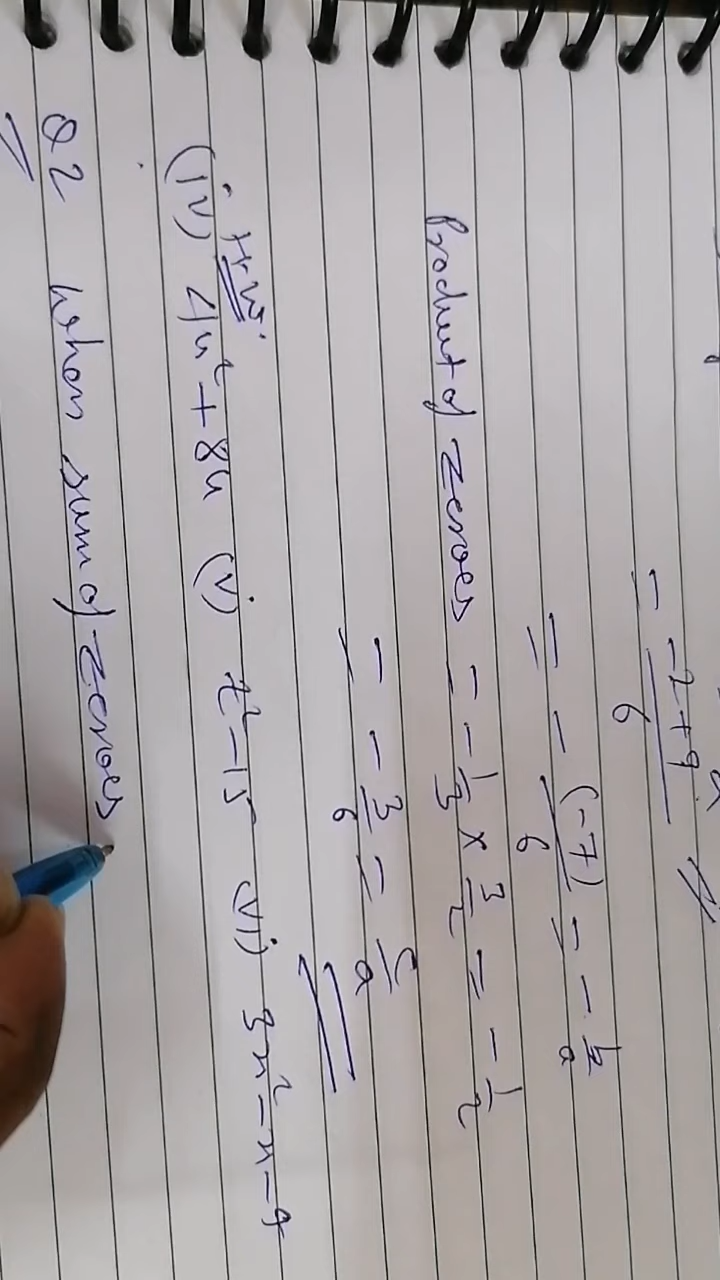 = -2+9/6
= - (-7)/6 = - b/a
Product of zeroes = - 1/3 × 3/2 = - 1/2
= - 3/6 = c/a
H.W.
(iv) 4u² + 8u (v) t² - 15 (vi) 3x² - x - 4
Q2 When sum of zeroes